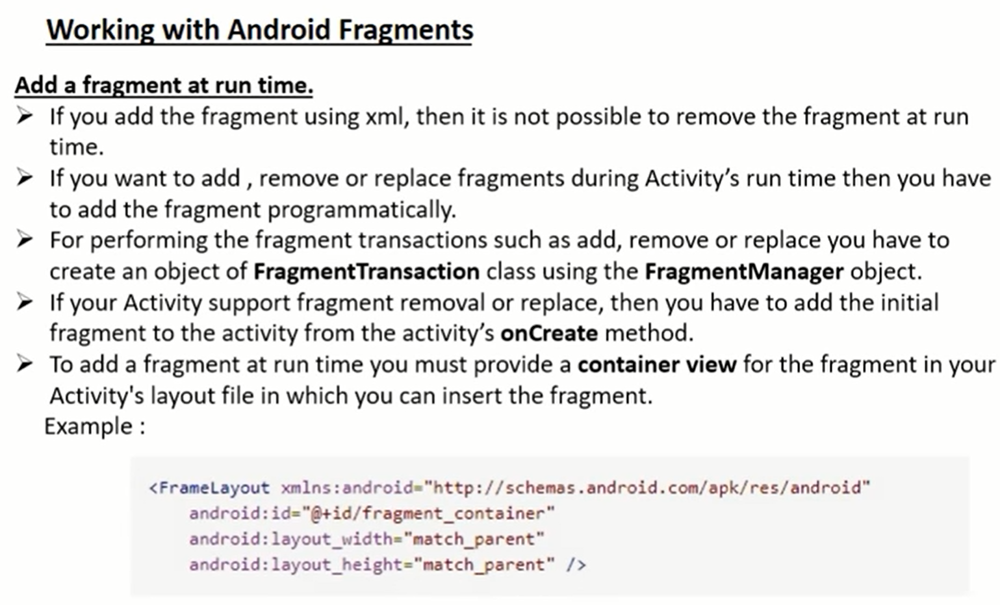 Working with Android Fragments
Add a fragment at run time.
➢ If you add the fragment using xml, then it is not possible to remove the fragment at run
time.
➢ If you want to add , remove or replace fragments during Activity’s run time then you have
to add the fragment programmatically.
➢ For performing the fragment transactions such as add, remove or replace you have to
create an object of FragmentTransaction class using the FragmentManager object.
➢ If your Activity support fragment removal or replace, then you have to add the initial
fragment to the activity from the activity’s onCreate method.
➢ To add a fragment at run time you must provide a container view for the fragment in your
Activity's layout file in which you can insert the fragment.
Example :
<FrameLayout xmlns:android="http://schemas.android.com/apk/res/android"
android:id="@+id/fragment_container"
android:layout_width="match_parent"
android:layout_height="match_parent" />